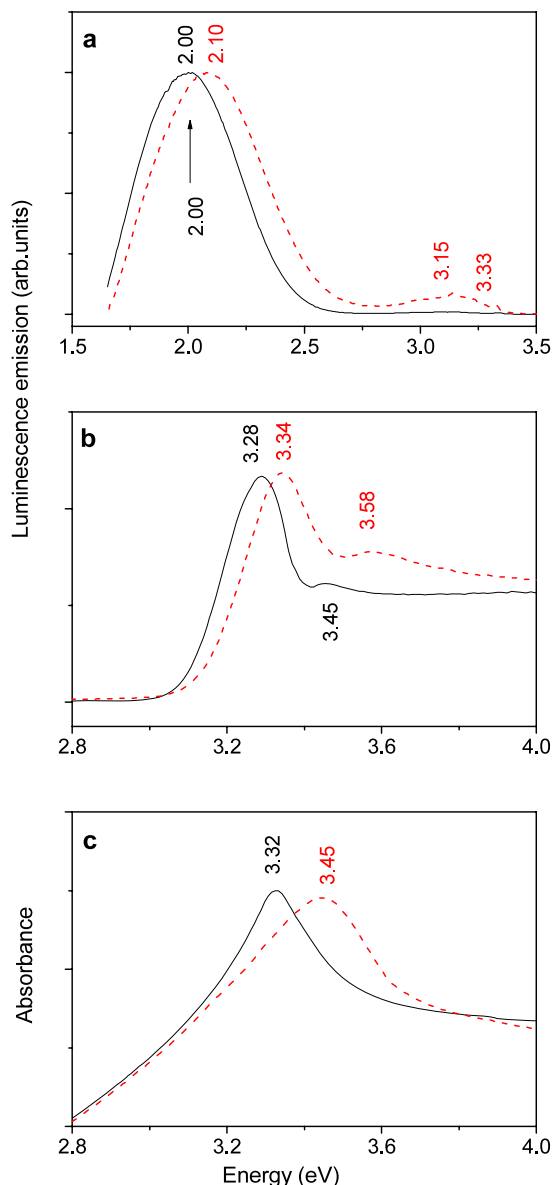 a
2.00
2.10
2.00
3.15
3.33
1.5 2.0 2.5 3.0 3.5
Luminescence emission (arb.units)
b
3.28
3.34
3.58
3.45
2.8 3.2 3.6 4.0
c
3.32
3.45
Absorbance
2.8 3.2 3.6 4.0
Energy (eV)